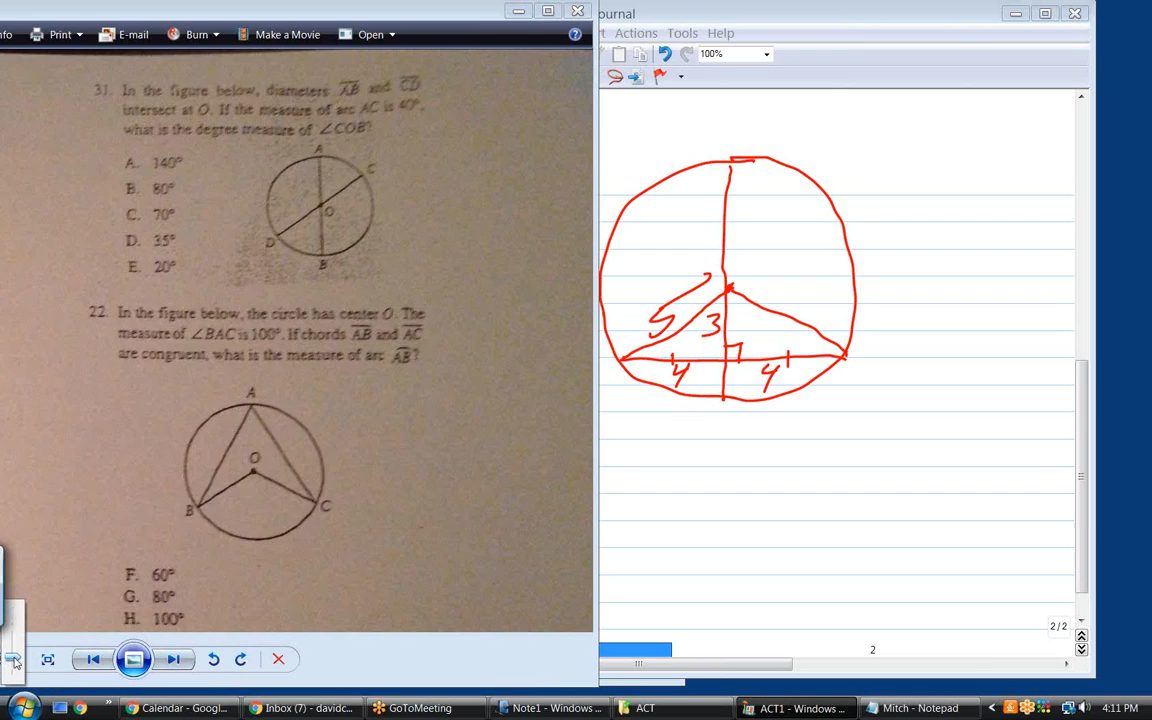 nfo
Print
E-mail
Burn
Make a Movie
Open
ournal
rt Actions Tools Help
100%
31. In the figure below, diameters AB and CD
intersect at O. If the measure of arc AC is 40°,
what is the degree measure of ∠COB?
A. 140°
B. 80°
C. 70°
D. 35°
E. 20°
A
C
O
D
B
22. In the figure below, the circle has center O. The
measure of ∠BAC is 100°. If chords AB and AC
are congruent, what is the measure of arc AB?
A
O
B
C
F. 60°
G. 80°
H. 100°
5
3
4
4
2/2
2
Calendar - Googl...
Inbox (7) - davidc...
GoToMeeting
Note1 - Windows ...
ACT
ACT1 - Windows ...
Mitch - Notepad
4:11 PM